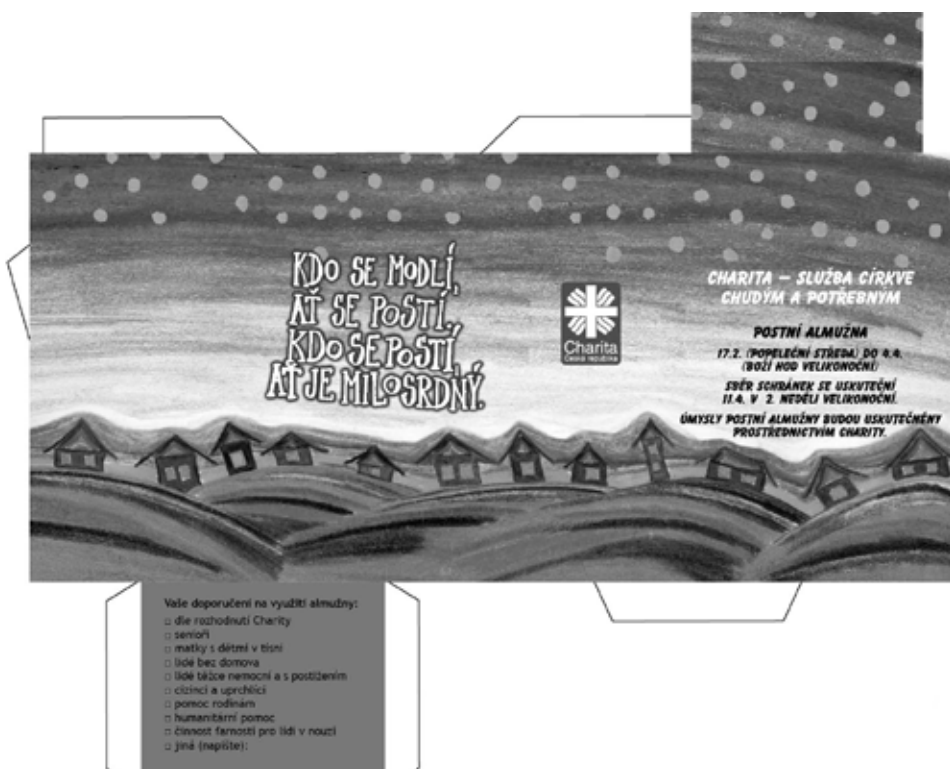 KDO SE MODLÍ,
AŤ SE POSTÍ.
KDO SE POSTÍ,
AŤ JE MILOSRDNÝ.
Charita
Česká republika
CHARITA – SLUŽBA CÍRKVE
CHUDÝM A POTŘEBNÝM
POSTNÍ ALMUŽNA
17.2. (POPELEČNÍ STŘEDA) DO 4.4.
(BOŽÍ HOD VELIKONOČNÍ)
SBĚR SCHRÁNEK SE USKUTEČNÍ
11.4. V 2. NEDĚLI VELIKONOČNÍ.
ÚMYSLY POSTNÍ ALMUŽNY BUDOU USKUTEČNĚNY
PROSTŘEDNICTVÍM CHARITY.
Vaše doporučení na využití almužny:
□ dle rozhodnutí Charity
□ senioři
□ matky s dětmi v tísni
□ lidé bez domova
□ lidé těžce nemocní a s postižením
□ cizinci a uprchlíci
□ pomoc rodinám
□ humanitární pomoc
□ činnost farnosti pro lidi v nouzi
□ jiná (napište):